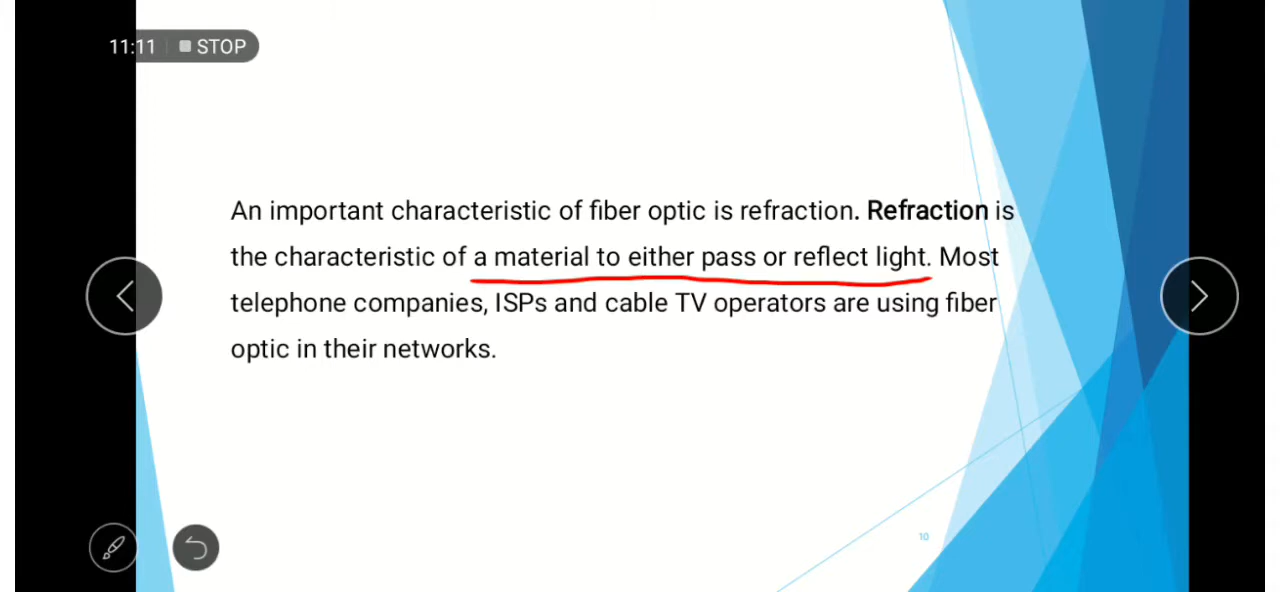 11:11 STOP
An important characteristic of fiber optic is refraction. Refraction is
the characteristic of a material to either pass or reflect light. Most
telephone companies, ISPs and cable TV operators are using fiber
optic in their networks.
10